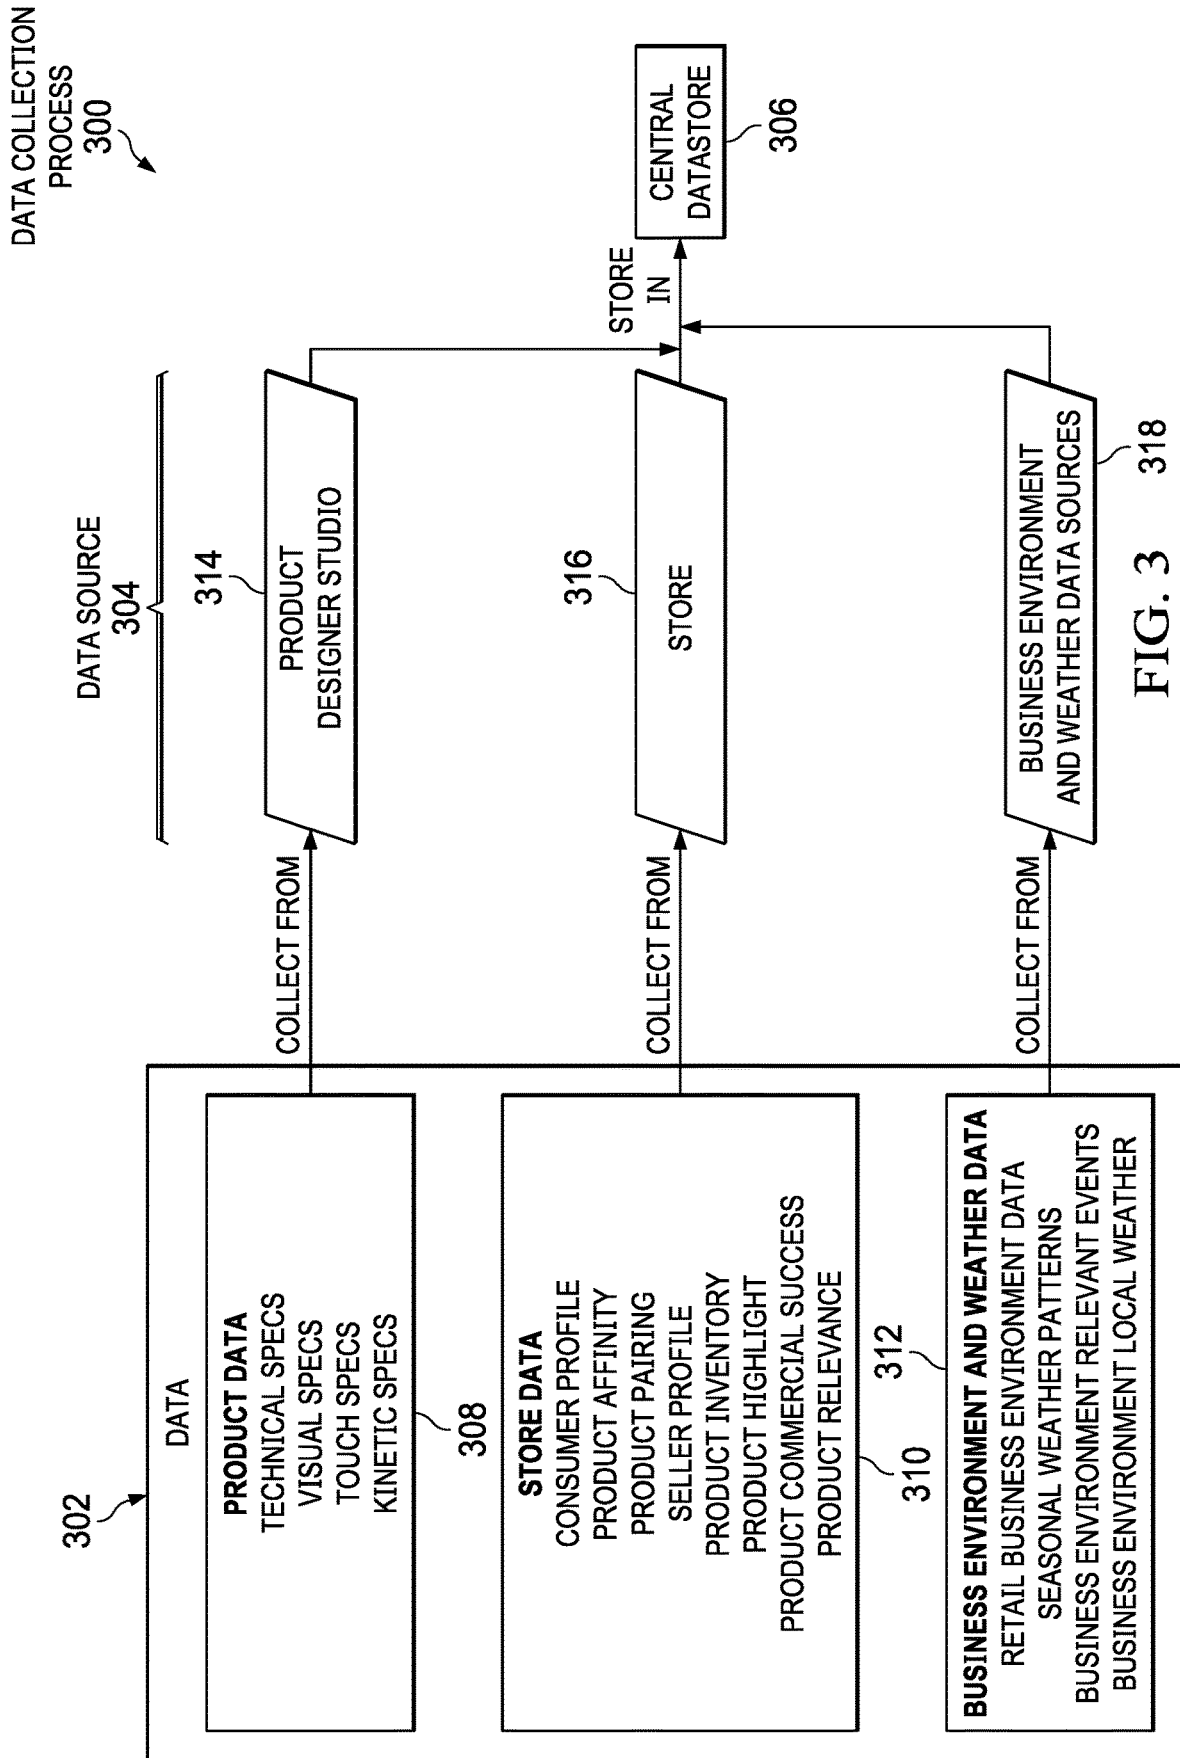 DATA COLLECTION
PROCESS
300
302
DATA
PRODUCT DATA
TECHNICAL SPECS
VISUAL SPECS
TOUCH SPECS
KINETIC SPECS
308
COLLECT FROM
DATA SOURCE
304
314
PRODUCT
DESIGNER STUDIO
STORE DATA
CONSUMER PROFILE
PRODUCT AFFINITY
PRODUCT PAIRING
SELLER PROFILE
PRODUCT INVENTORY
PRODUCT HIGHLIGHT
PRODUCT COMMERCIAL SUCCESS
PRODUCT RELEVANCE
310
COLLECT FROM
316
STORE
STORE
IN
CENTRAL
DATASTORE
306
312
BUSINESS ENVIRONMENT AND WEATHER DATA
RETAIL BUSINESS ENVIRONMENT DATA
SEASONAL WEATHER PATTERNS
BUSINESS ENVIRONMENT RELEVANT EVENTS
BUSINESS ENVIRONMENT LOCAL WEATHER
COLLECT FROM
BUSINESS ENVIRONMENT
AND WEATHER DATA SOURCES
318
FIG. 3